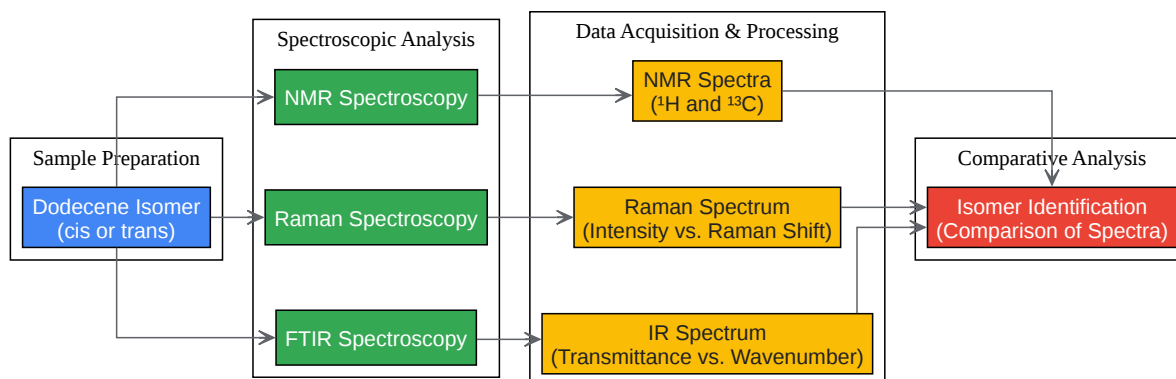 Spectroscopic Analysis
Data Acquisition & Processing
NMR Spectroscopy
NMR Spectra
(¹H and ¹³C)
Sample Preparation
Comparative Analysis
Dodecene Isomer
(cis or trans)
Raman Spectroscopy
Raman Spectrum
(Intensity vs. Raman Shift)
Isomer Identification
(Comparison of Spectra)
FTIR Spectroscopy
IR Spectrum
(Transmittance vs. Wavenumber)